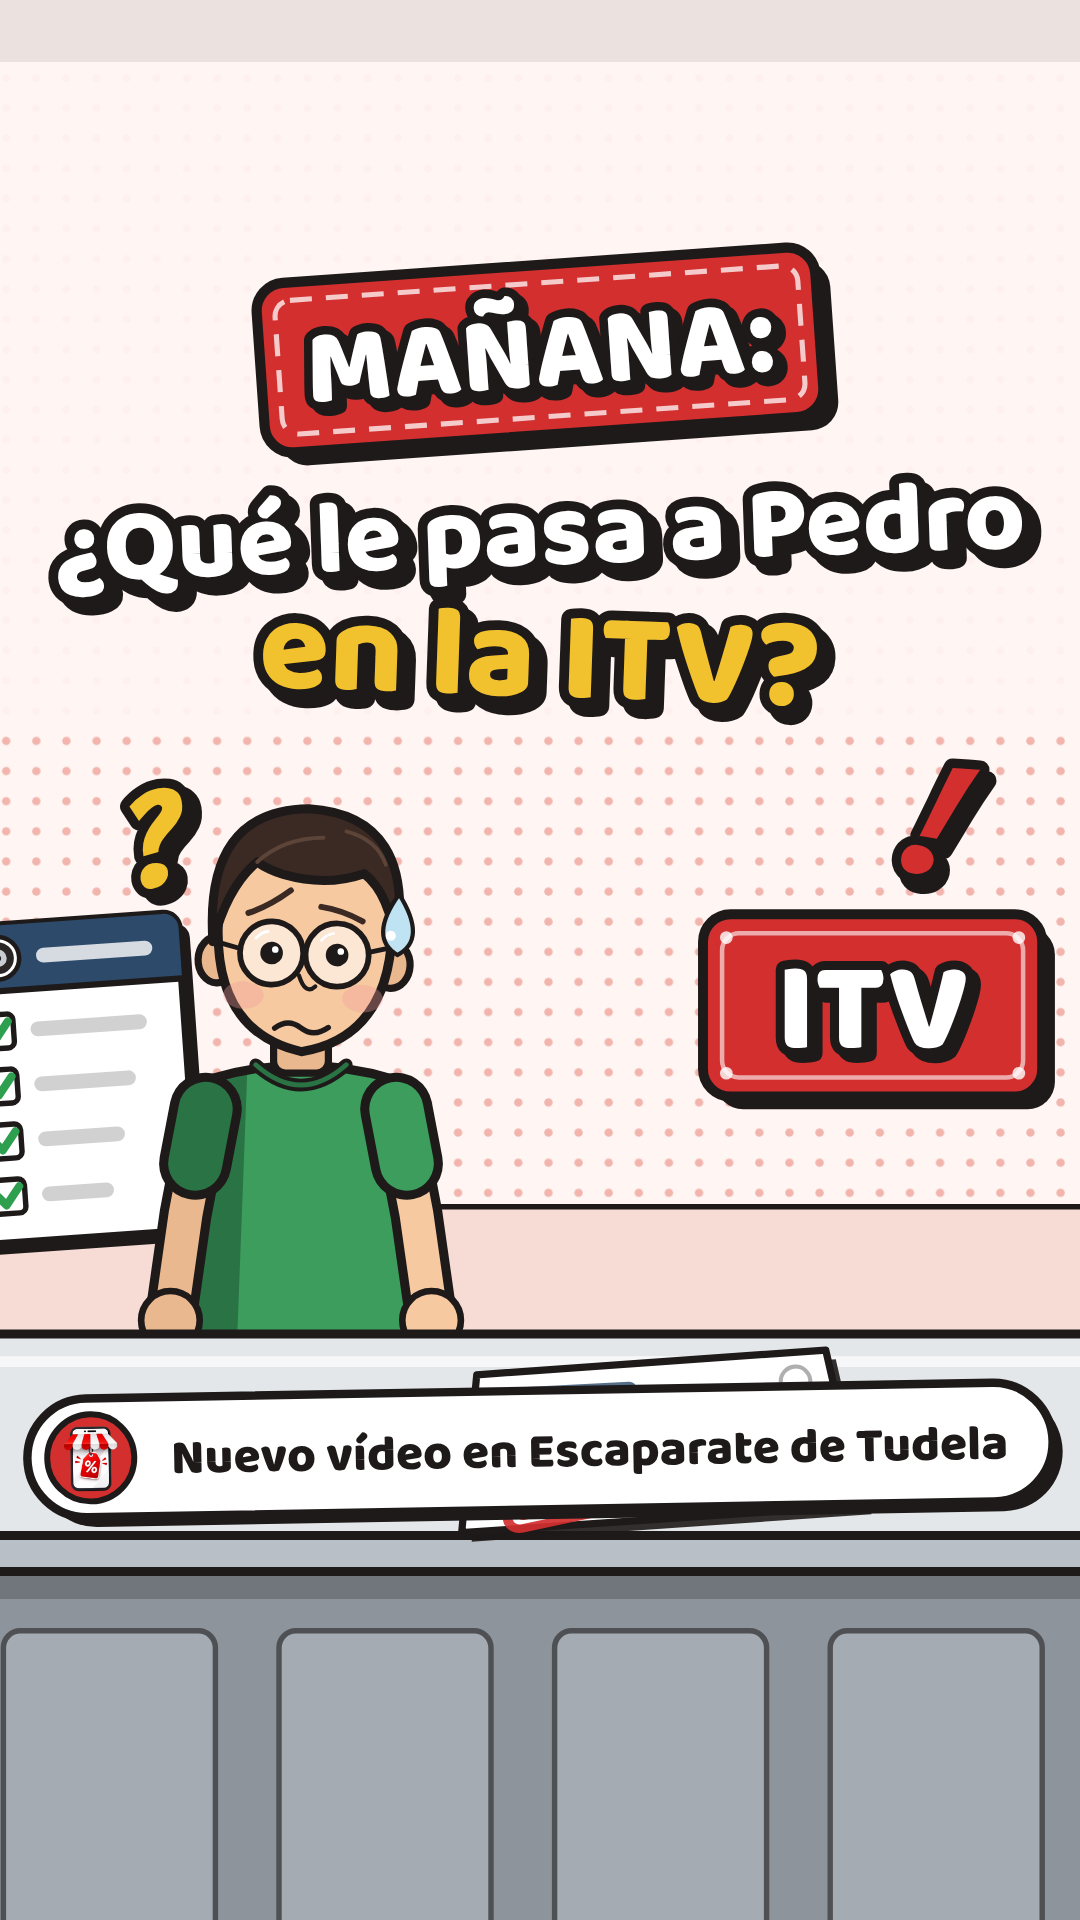 MAÑANA:
¿Qué le pasa a Pedro
en la ITV?
?
!
ITV
%
Nuevo vídeo en Escaparate de Tudela